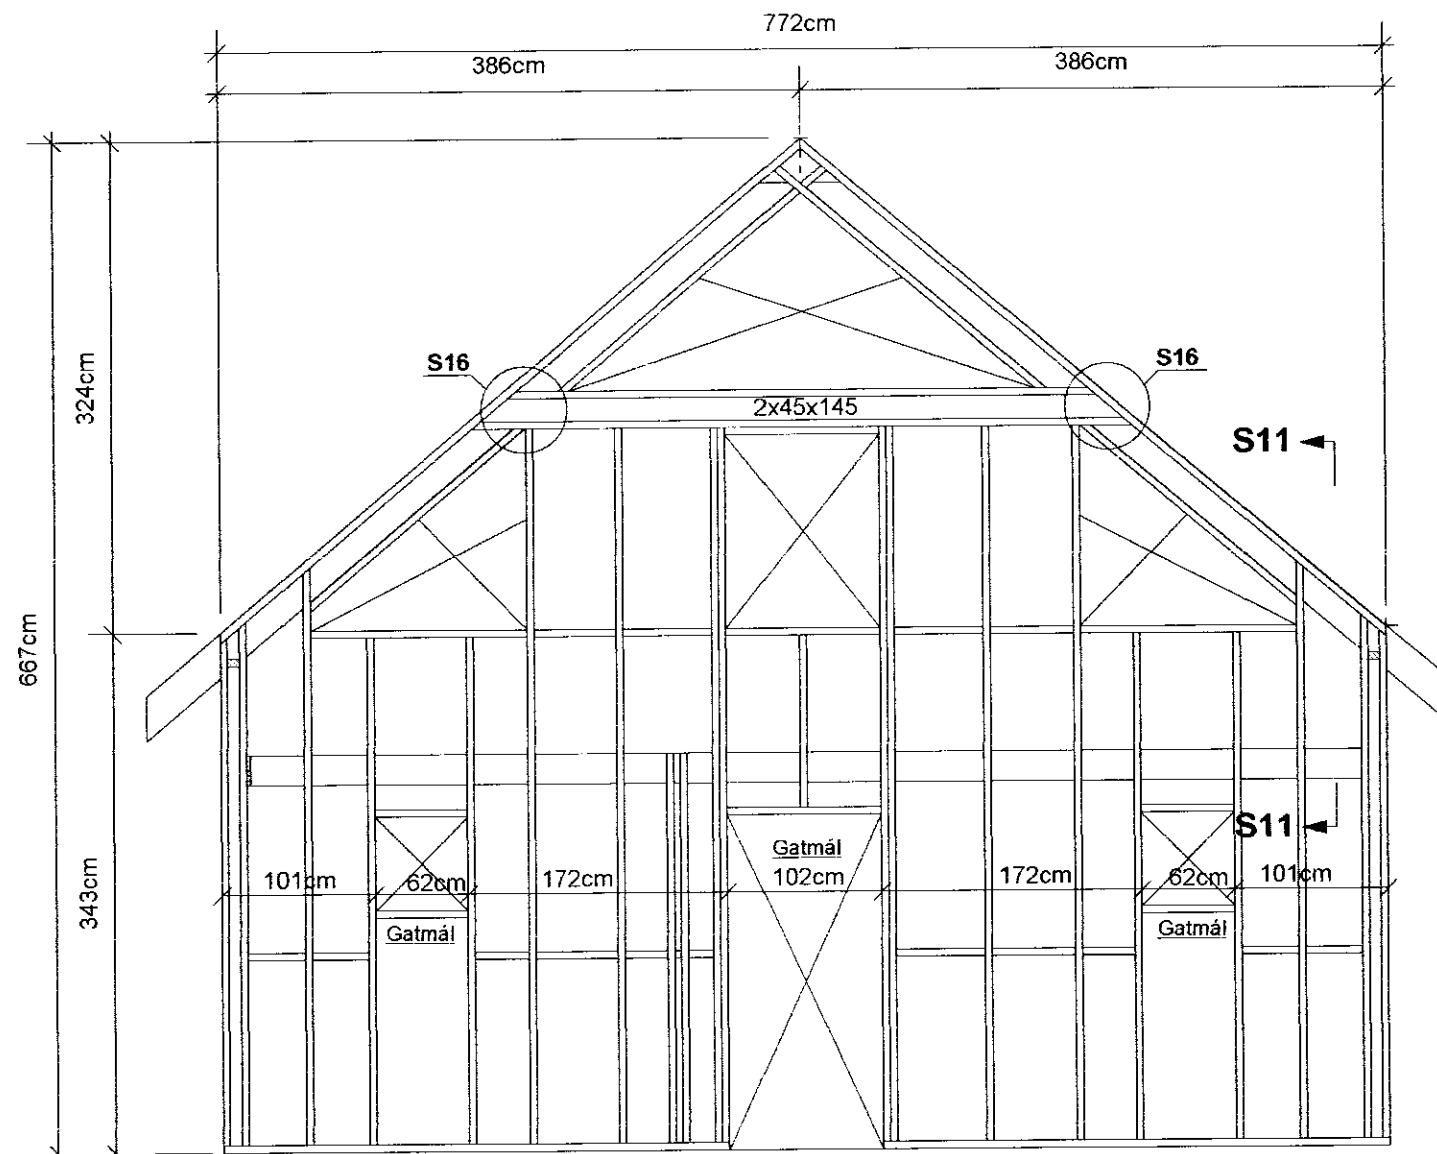 772cm
386cm
386cm
S16
S16
324cm
2x45x145
S11
667cm
S11
Gatmál
101cm
62cm
172cm
102cm
172cm
62cm
101cm
343cm
Gatmál
Gatmál